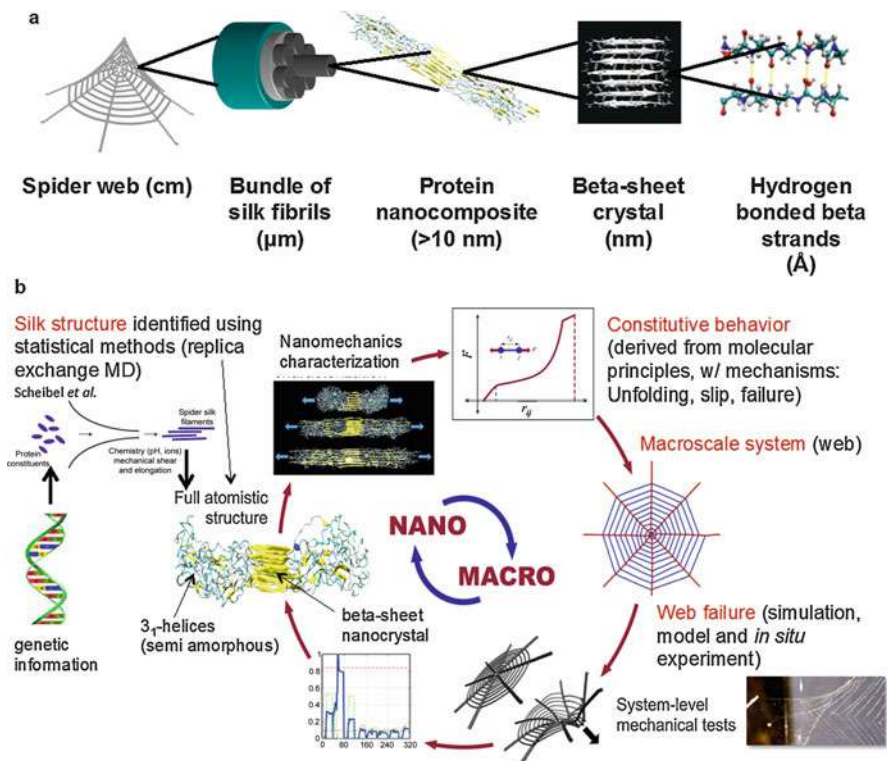 a
Spider web (cm)
Bundle of
silk fibrils
(µm)
Protein
nanocomposite
(>10 nm)
Beta-sheet
crystal
(nm)
Hydrogen
bonded beta
strands
(Å)
b
Silk structure identified using
statistical methods (replica
exchange MD)
Scheibel et al.
Protein
constituents
Chemistry (pH, ions)
mechanical shear
and elongation
Spider silk
filaments
genetic
information
Full atomistic
structure
3₁-helices
(semi amorphous)
beta-sheet
nanocrystal
Nanomechanics
characterization
F
r_ij
Constitutive behavior
(derived from molecular
principles, w/ mechanisms:
Unfolding, slip, failure)
Macroscale system (web)
NANO
MACRO
Web failure (simulation,
model and in situ
experiment)
System-level
mechanical tests
1
0.8
0.6
0.4
0.2
0
0 80 160 240 320